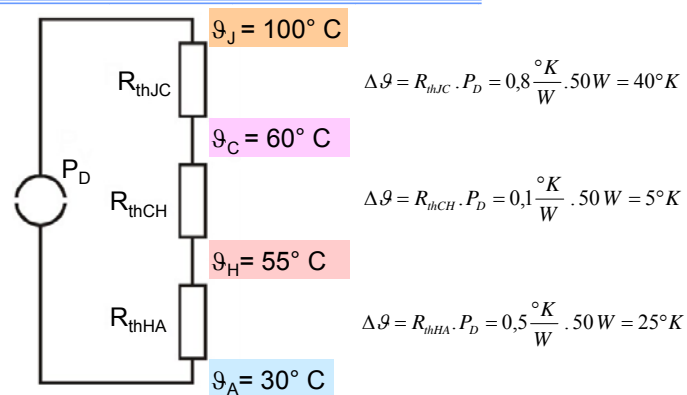 ϑJ = 100° C
RthJC
Δϑ = RthJC . PD = 0,8 °K/W . 50W = 40°K
ϑC = 60° C
PD
RthCH
Δϑ = RthCH . PD = 0,1 °K/W . 50 W = 5°K
ϑH= 55° C
RthHA
Δϑ = RthHA . PD = 0,5 °K/W . 50 W = 25°K
ϑA= 30° C